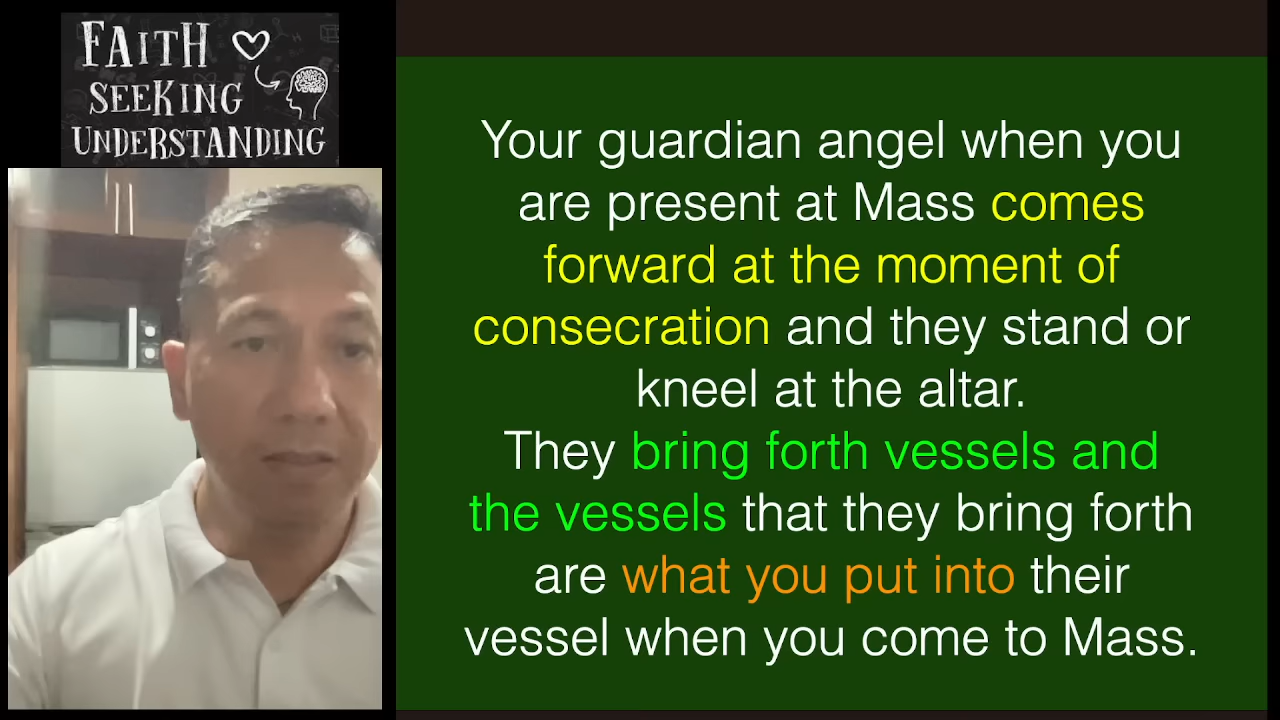 FAITH
SEEKING
UNDERSTANDING
Your guardian angel when you
are present at Mass comes
forward at the moment of
consecration and they stand or
kneel at the altar.
They bring forth vessels and
the vessels that they bring forth
are what you put into their
vessel when you come to Mass.